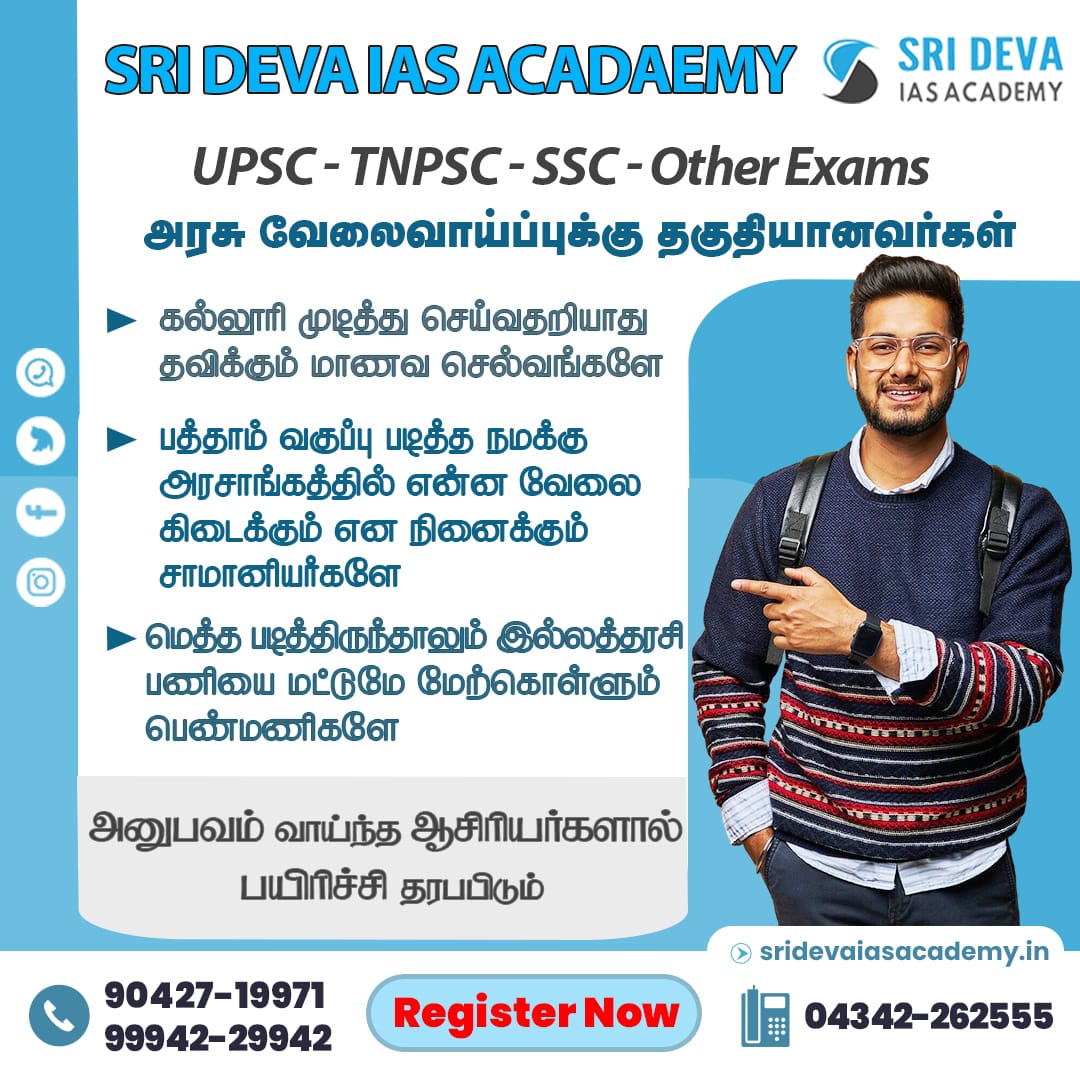 SRI DEVA IAS ACADAEMY
SRI DEVA
IAS ACADEMY
UPSC - TNPSC - SSC - Other Exams
அரசு வேலைவாய்ப்புக்கு தகுதியானவர்கள்
கல்லூரி முடித்து செய்வதறியாது
தவிக்கும் மாணவ செல்வங்களே
பத்தாம் வகுப்பு படித்த நமக்கு
அரசாங்கத்தில் என்ன வேலை
கிடைக்கும் என நினைக்கும்
சாமானியர்களே
மெத்த படித்திருந்தாலும் இல்லத்தரசி
பணியை மட்டுமே மேற்கொள்ளும்
பெண்மணிகளே
அனுபவம் வாய்ந்த ஆசிரியர்களால்
பயிரிச்சி தரபபிடும்
sridevaiasacademy.in
90427-19971
99942-29942
Register Now
04342-262555